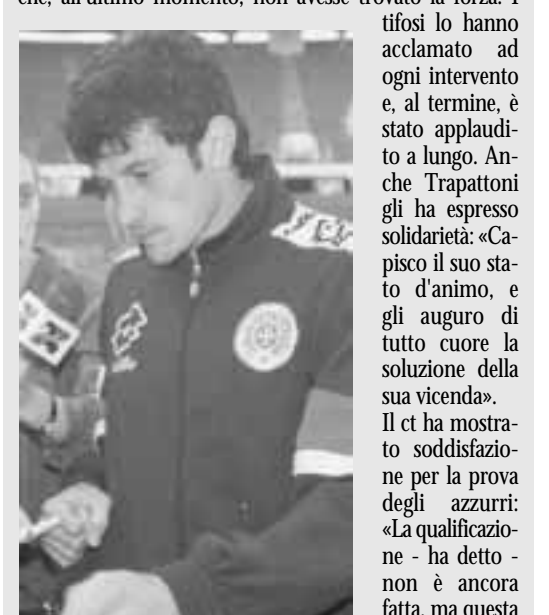 che, all'ultimo momento, non avesse trovato la forza. I
tifosi lo hanno
acclamato ad
ogni intervento
e, al termine, è
stato applaudi-
to a lungo. An-
che Trapattoni
gli ha espresso
solidarietà: «Ca-
pisco il suo sta-
to d'animo, e
gli auguro di
tutto cuore la
soluzione della
sua vicenda».
Il ct ha mostra-
to soddisfazio-
ne per la prova
degli azzurri:
«La qualificazio-
ne - ha detto -
non è ancora
fatta, ma questa